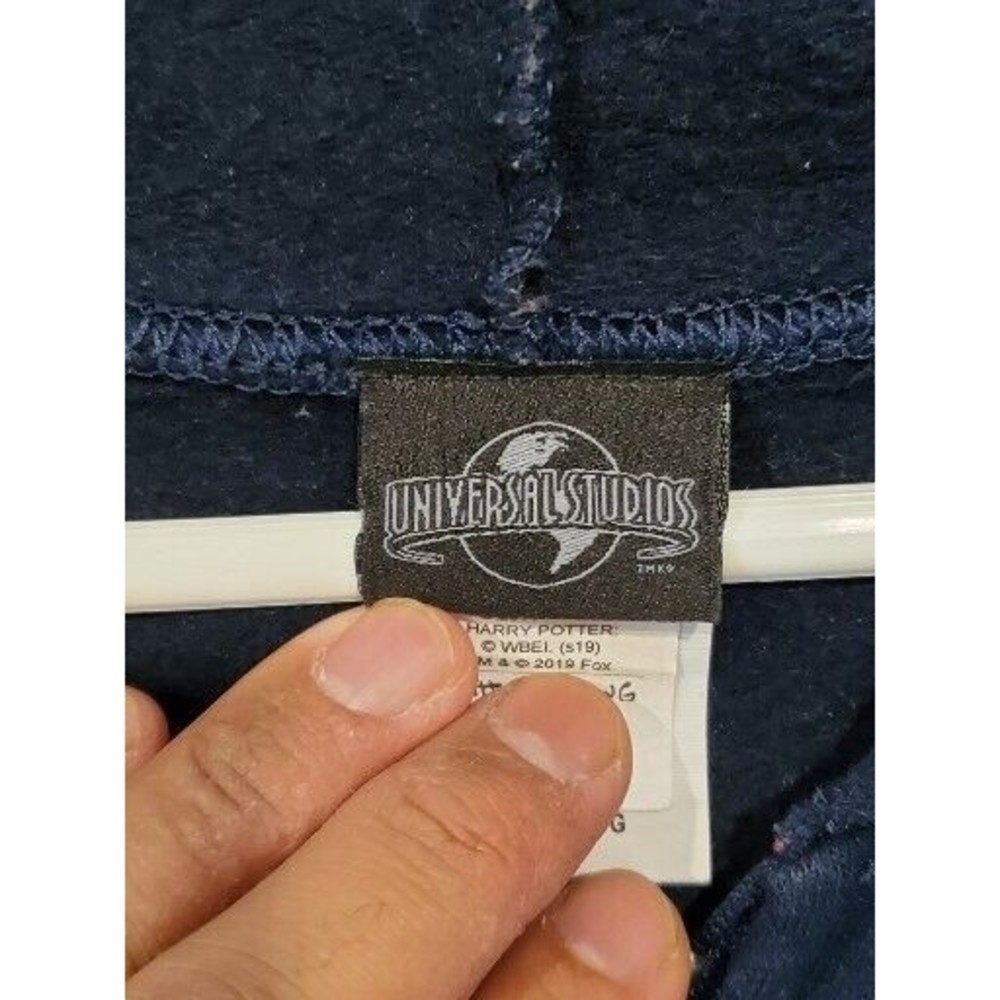 UNIVERSAL STUDIOS
HARRY POTTER:
© WBEI. (s19)
M & © 2019 Fox
G